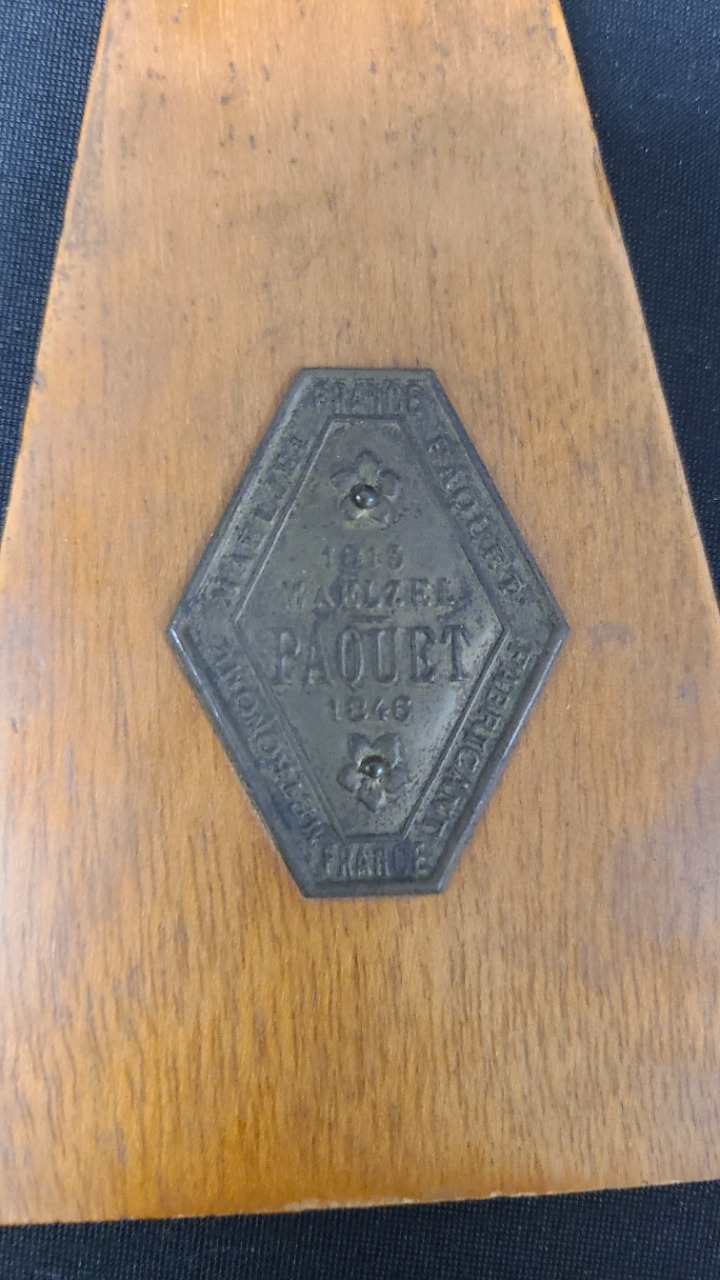 FRANCE
MAELZEL
PAQUET
1815
MAELZEL
PAQUET
1846
METRONOME
FABRICANT
FRANCE